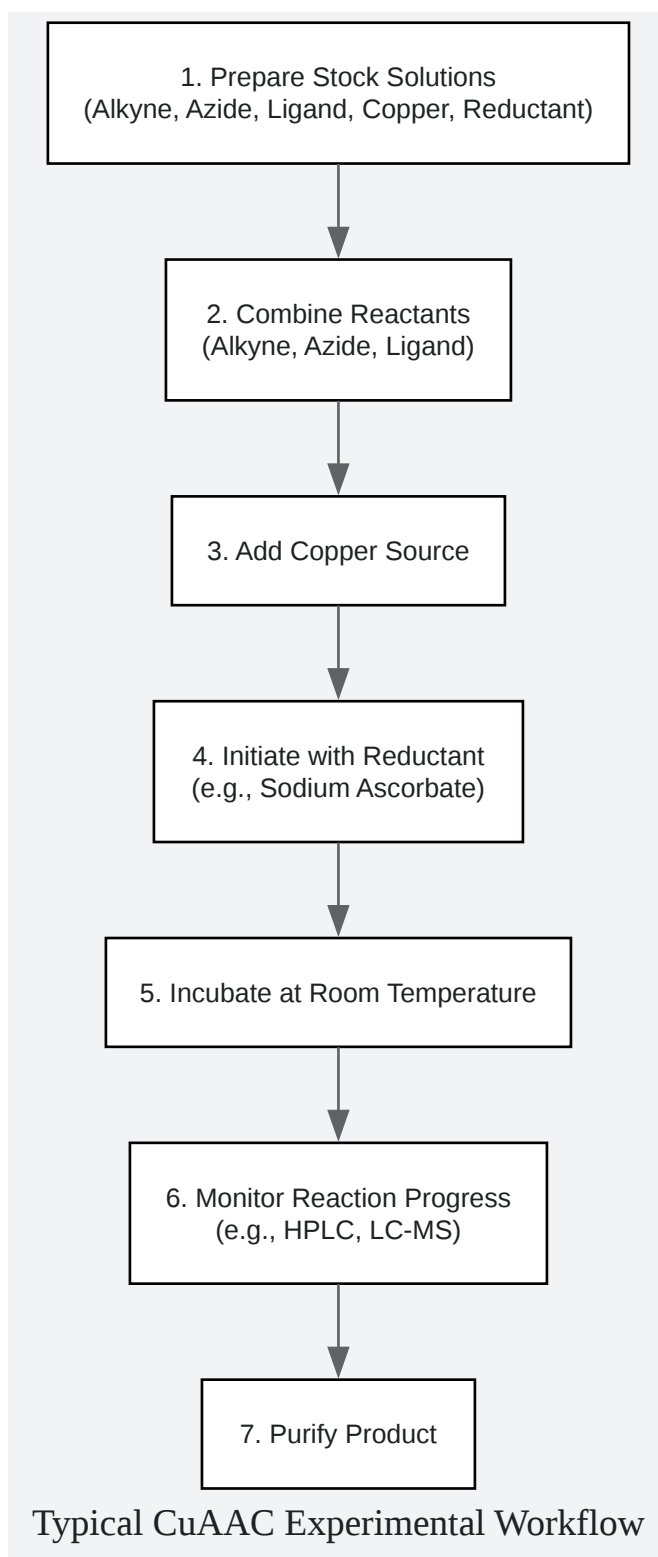 1. Prepare Stock Solutions
(Alkyne, Azide, Ligand, Copper, Reductant)
2. Combine Reactants
(Alkyne, Azide, Ligand)
3. Add Copper Source
4. Initiate with Reductant
(e.g., Sodium Ascorbate)
5. Incubate at Room Temperature
6. Monitor Reaction Progress
(e.g., HPLC, LC-MS)
7. Purify Product
Typical CuAAC Experimental Workflow